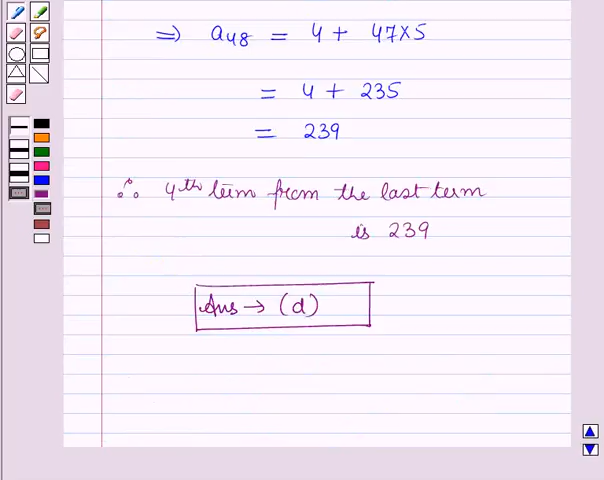 ⇒ a₄₈ = 4 + 47×5
= 4 + 235
= 239
∴ 4th term from the last term
is 239
Ans → (d)